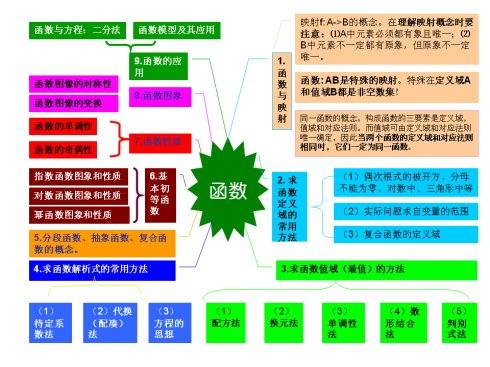 函数与方程：二分法
函数模型及其应用
9.函数的应
用
函数图像的对称性
函数图像的变换
8.函数图象
函数的单调性
函数的奇偶性
7.函数性质
指数函数图象和性质
对数函数图象和性质
幂函数图象和性质
6.基
本初
等函
数
5.分段函数、抽象函数、复合函
数的概念。
4.求函数解析式的常用方法
（1）
待定系
数法
（2）代换
（配凑）
法
（3）
方程的
思想
函数
1.
函
数
与
映
射
映射f: A->B的概念。在理解映射概念时要
注意：⑴A中元素必须都有象且唯一；⑵
B中元素不一定都有原象，但原象不一定
唯一。
函数: AB是特殊的映射。特殊在定义域A
和值域B都是非空数集!
同一函数的概念。构成函数的三要素是定义域，
值域和对应法则。而值域可由定义域和对应法则
唯一确定，因此当两个函数的定义域和对应法则
相同时，它们一定为同一函数.
2. 求
函数
定义
域的
常用
方法
（1）偶次根式的被开方，分母
不能为零。对数中、三角形中等
（2）实际问题求自变量的范围
（3）复合函数的定义域
3.求函数值域（最值）的方法
（1）
配方法
（2）
换元法
（3）
单调性
法
（4）数
形结合
法
（5）
判别
式法